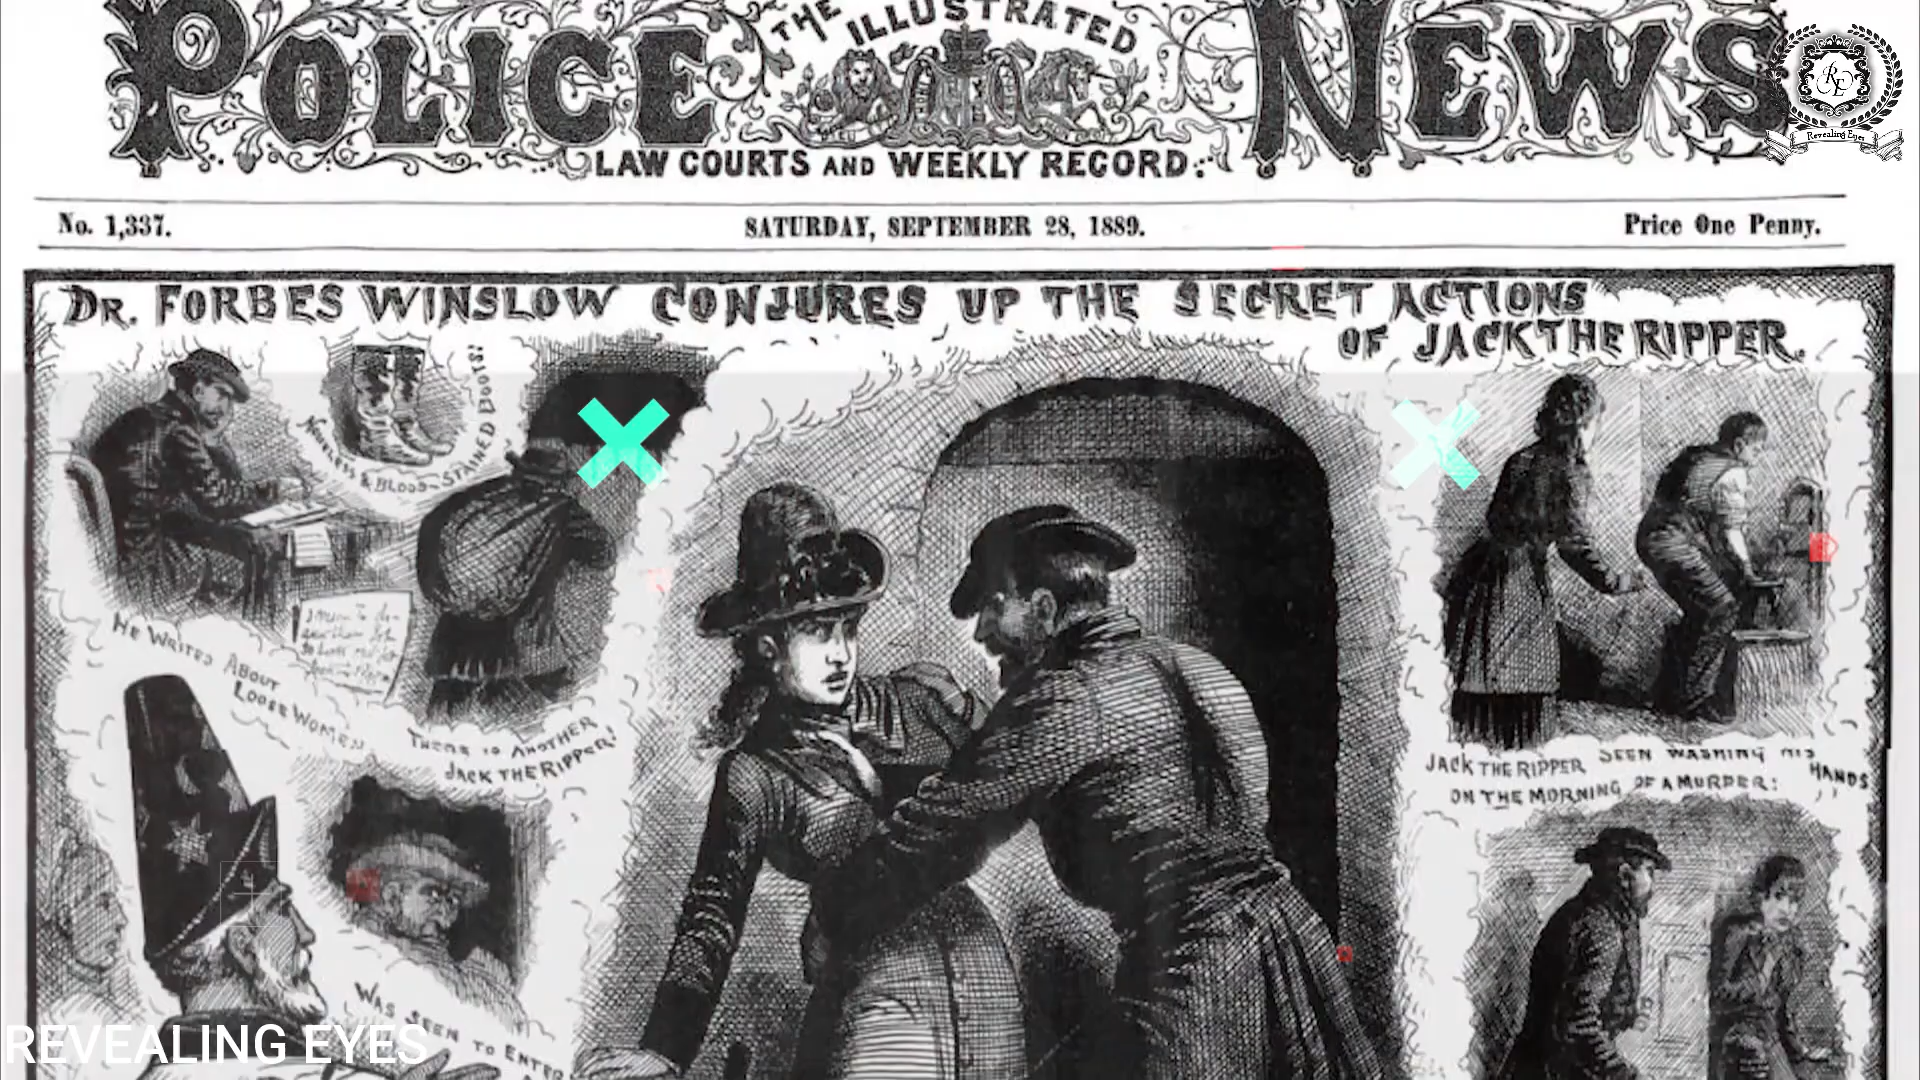 THE ILLUSTRATED
POLICE NEWS
LAW COURTS AND WEEKLY RECORD.
No. 1,337.
SATURDAY, SEPTEMBER 28, 1889.
Price One Penny.
DR. FORBES WINSLOW CONJURES UP THE SECRET ACTIONS
OF JACK THE RIPPER.
& BLOOD-STAINED BOOTS!
HE WRITES ABOUT
LOOSE WOMEN
THERE IS ANOTHER
JACK THE RIPPER!
JACK THE RIPPER SEEN WASHING HIS
HANDS
ON THE MORNING OF A MURDER:
WAS SEEN TO ENTER
Revealing Eyes
REVEALING EYES